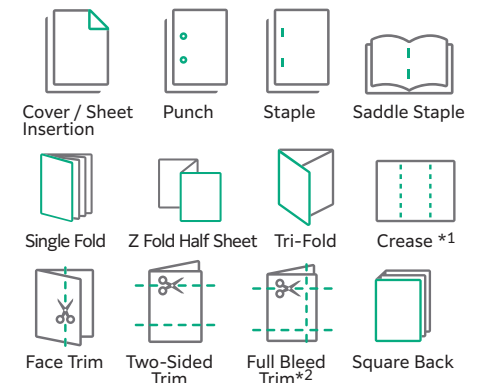 Cover / Sheet
Insertion
Punch
Staple
Saddle Staple
Single Fold
Z Fold Half Sheet
Tri-Fold
Crease *1
Face Trim
Two-Sided
Trim
Full Bleed
Trim*2
Square Back